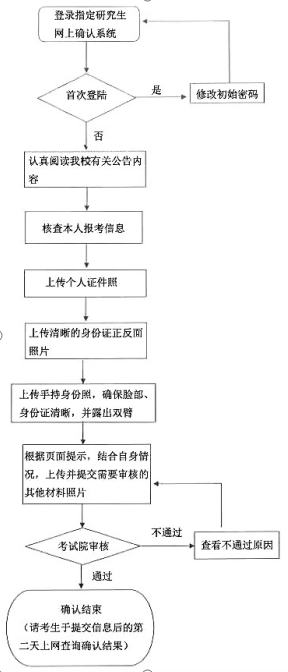 登录指定研究生
网上确认系统
首次登陆
是
修改初始密码
否
认真阅读我校有关公告内
容
核查本人报考信息
上传个人证件照
上传清晰的身份证正反面
照片
上传手持身份照，确保脸部、
身份证清晰，并露出双臂
根据页面提示，结合自身情
况，上传并提交需要审核的
其他材料照片
不通过
考试院审核
查看不通过原因
通过
确认结束
（请考生于提交信息后的第
二天上网查询确认结果）